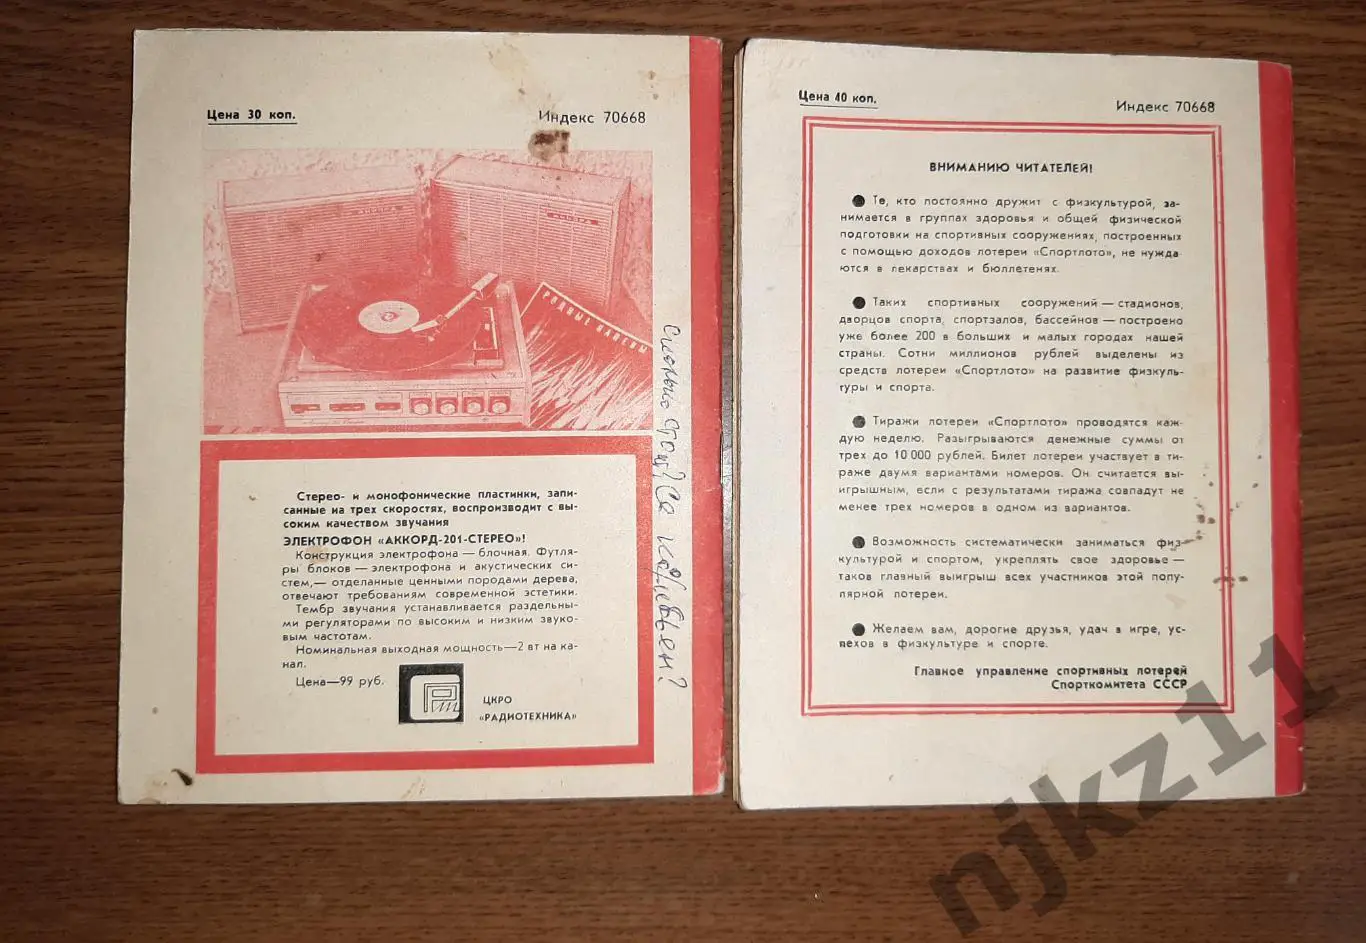 Цена 30 коп.
Индекс 70668
АККОРД
РОДНЫЕ НАПЕВЫ
Стерео- и монофонические пластинки, запи-
санные на трех скоростях, воспроизводит с вы-
соким качеством звучания
ЭЛЕКТРОФОН «АККОРД-201-СТЕРЕО»!
Конструкция электрофона — блочная. Футля-
ры блоков — электрофона и акустических си-
стем,— отделанные ценными породами дерева,
отвечают требованиям современной эстетики.
Тембр звучания устанавливается раздельны-
ми регуляторами по высоким и низким звуко-
вым частотам.
Номинальная выходная мощность—2 вт на ка-
нал.
Цена—99 руб.
ЦКРО
«РАДИОТЕХНИКА»
Цена 40 коп.
Индекс 70668
ВНИМАНИЮ ЧИТАТЕЛЕЙ!
● Те, кто постоянно дружит с физкультурой, за-
нимается в группах здоровья и общей физической
подготовки на спортивных сооружениях, построенных
с помощью доходов лотереи «Спортлото», не нужда-
ются в лекарствах и бюллетенях.
● Таких спортивных сооружений — стадионов,
дворцов спорта, спортзалов, бассейнов — построено
уже более 200 в больших и малых городах нашей
страны. Сотни миллионов рублей выделены из
средств лотереи «Спортлото» на развитие физкуль-
туры и спорта.
● Тиражи лотереи «Спортлото» проводятся каж-
дую неделю. Разыгрываются денежные суммы от
трех до 10 000 рублей. Билет лотереи участвует в ти-
раже двумя вариантами номеров. Он считается вы-
игрышным, если с результатами тиража совпадут не
менее трех номеров в одном из вариантов.
● Возможность систематически заниматься физ-
культурой и спортом, укреплять свое здоровье —
таков главный выигрыш всех участников этой попу-
лярной лотереи.
● Желаем вам, дорогие друзья, удач в игре, ус-
пехов в физкультуре и спорте.
Главное управление спортивных лотерей
Спорткомитета СССР
njkz11